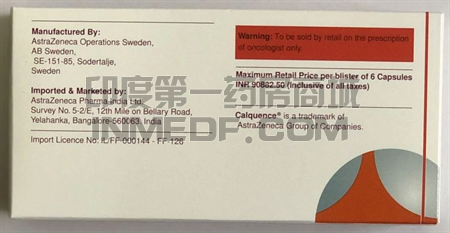 Manufactured By:
AstraZeneca Operations Sweden,
AB Sweden,
SE-151-85, Sodertalje,
Sweden
Imported & Marketed by:
AstraZeneca Pharma India Ltd.
Survey No. 5-2/E, 12th Mile on Bellary Road,
Yelahanka, Bangalore-560063, India
Import Licence No: IL/FF-000144 - FF-126
Warning: To be sold by retail on the prescription
of oncologist only.
Maximum Retail Price per blister of 6 Capsules
INR 90882.50 (Inclusive of all taxes)
Calquence® is a trademark of
AstraZeneca Group of Companies.
印度第一药房商城
INMEDF.COM